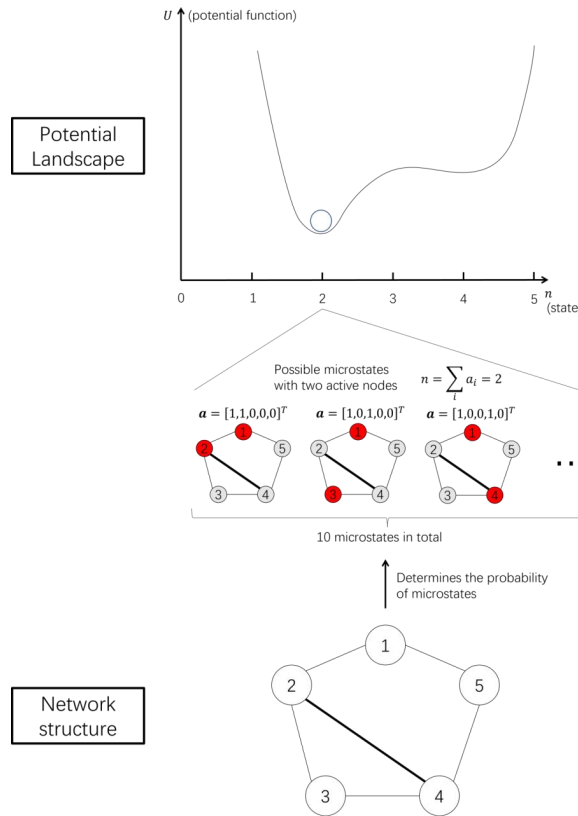 U (potential function)
Potential
Landscape
0 1 2 3 4 5 n
(state
Possible microstates
with two active nodes
n = ∑ a_i = 2
i
a = [1,1,0,0,0]^T
a = [1,0,1,0,0]^T
a = [1,0,0,1,0]^T
1
2 5
3 4
1
2 5
3 4
1
2 5
3 4
..
10 microstates in total
Determines the probability
of microstates
Network
structure
1
2 5
3 4